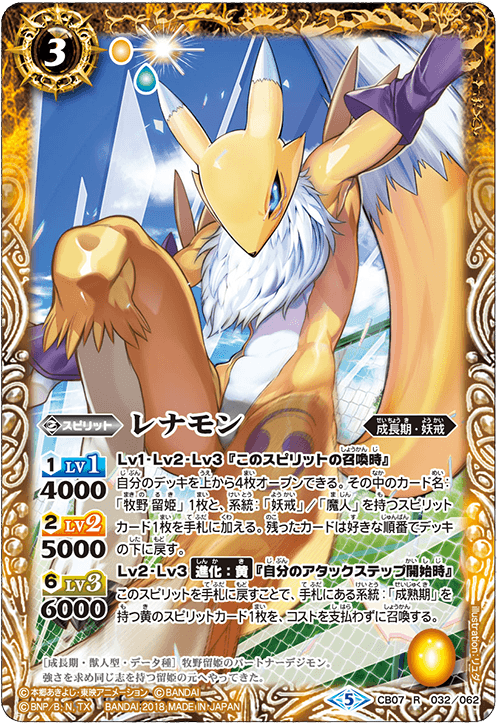 3
②スピリット
レナモン
せいちょうき ようかい
成長期・妖戒
1 LV1
4000
2 LV2
5000
6 LV3
6000
Lv1・Lv2・Lv3『このスピリットの召喚時』
自分のデッキを上から4枚オープンできる。その中のカード名：
「牧野 留姫」1枚と、系統：「妖戒」／「魔人」を持つスピリット
カード1枚を手札に加える。残ったカードは好きな順番でデッキ
の下に戻す。
Lv2・Lv3 進化：黄『自分のアタックステップ開始時』
このスピリットを手札に戻すことで、手札にある系統：「成熟期」を
持つ黄のスピリットカード1枚を、コストを支払わずに召喚する。
［成長期・獣人型・データ種］牧野留姫のパートナーデジモン。
強さを求め同じ志を持つ留姫の元へやってきた。
©本郷あきよし・東映アニメーション ©BANDAI
©BNP/B・N, TX BANDAI 2018 MADE IN JAPAN
5 CB07 R 032/062